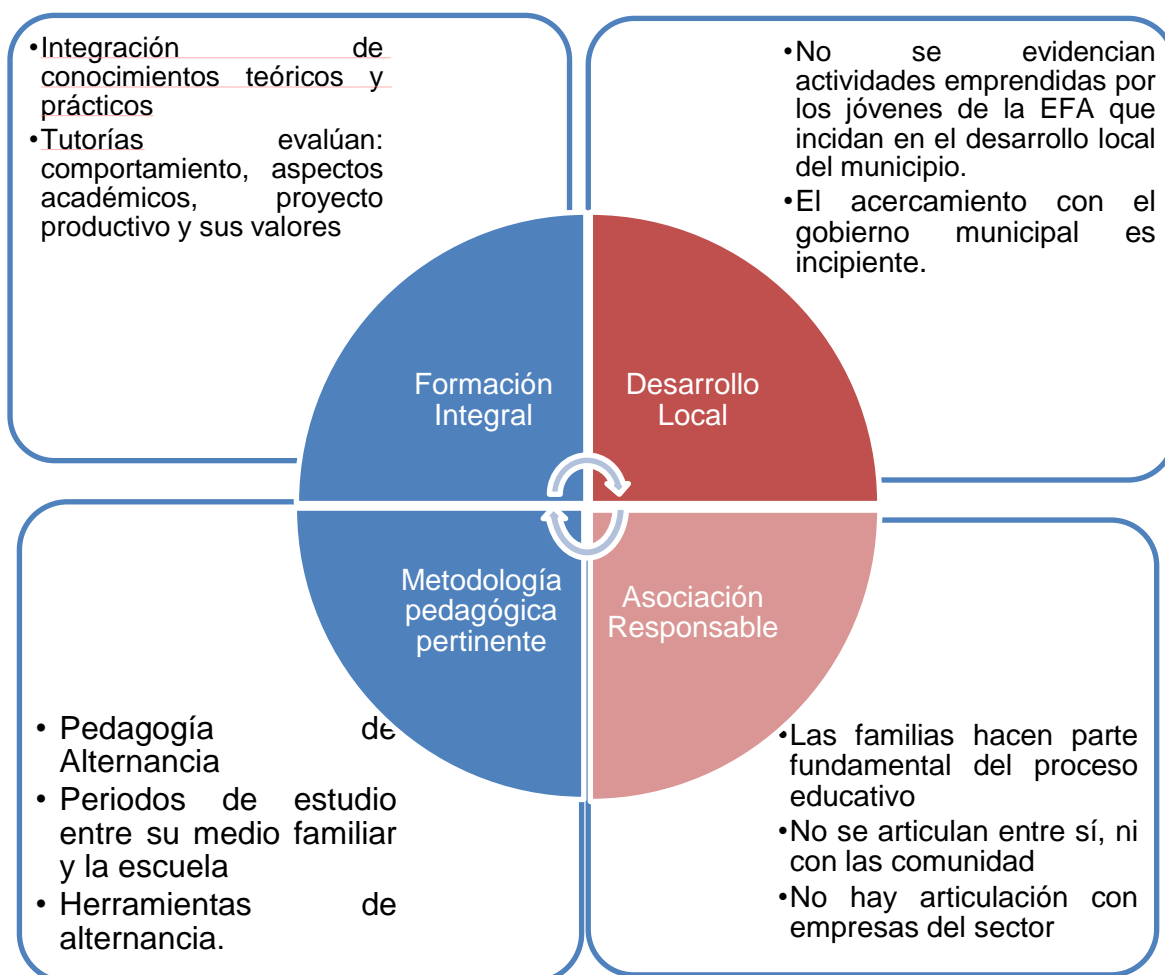 •Integración de
conocimientos teóricos y
prácticos
•Tutorías evalúan:
comportamiento, aspectos
académicos, proyecto
productivo y sus valores
•No se evidencian
actividades emprendidas por
los jóvenes de la EFA que
incidan en el desarrollo local
del municipio.
•El acercamiento con el
gobierno municipal es
incipiente.
Formación
Integral
Desarrollo
Local
Metodología
pedagógica
pertinente
Asociación
Responsable
• Pedagogía de
Alternancia
• Periodos de estudio
entre su medio familiar
y la escuela
• Herramientas de
alternancia.
•Las familias hacen parte
fundamental del proceso
educativo
•No se articulan entre sí, ni
con las comunidad
•No hay articulación con
empresas del sector